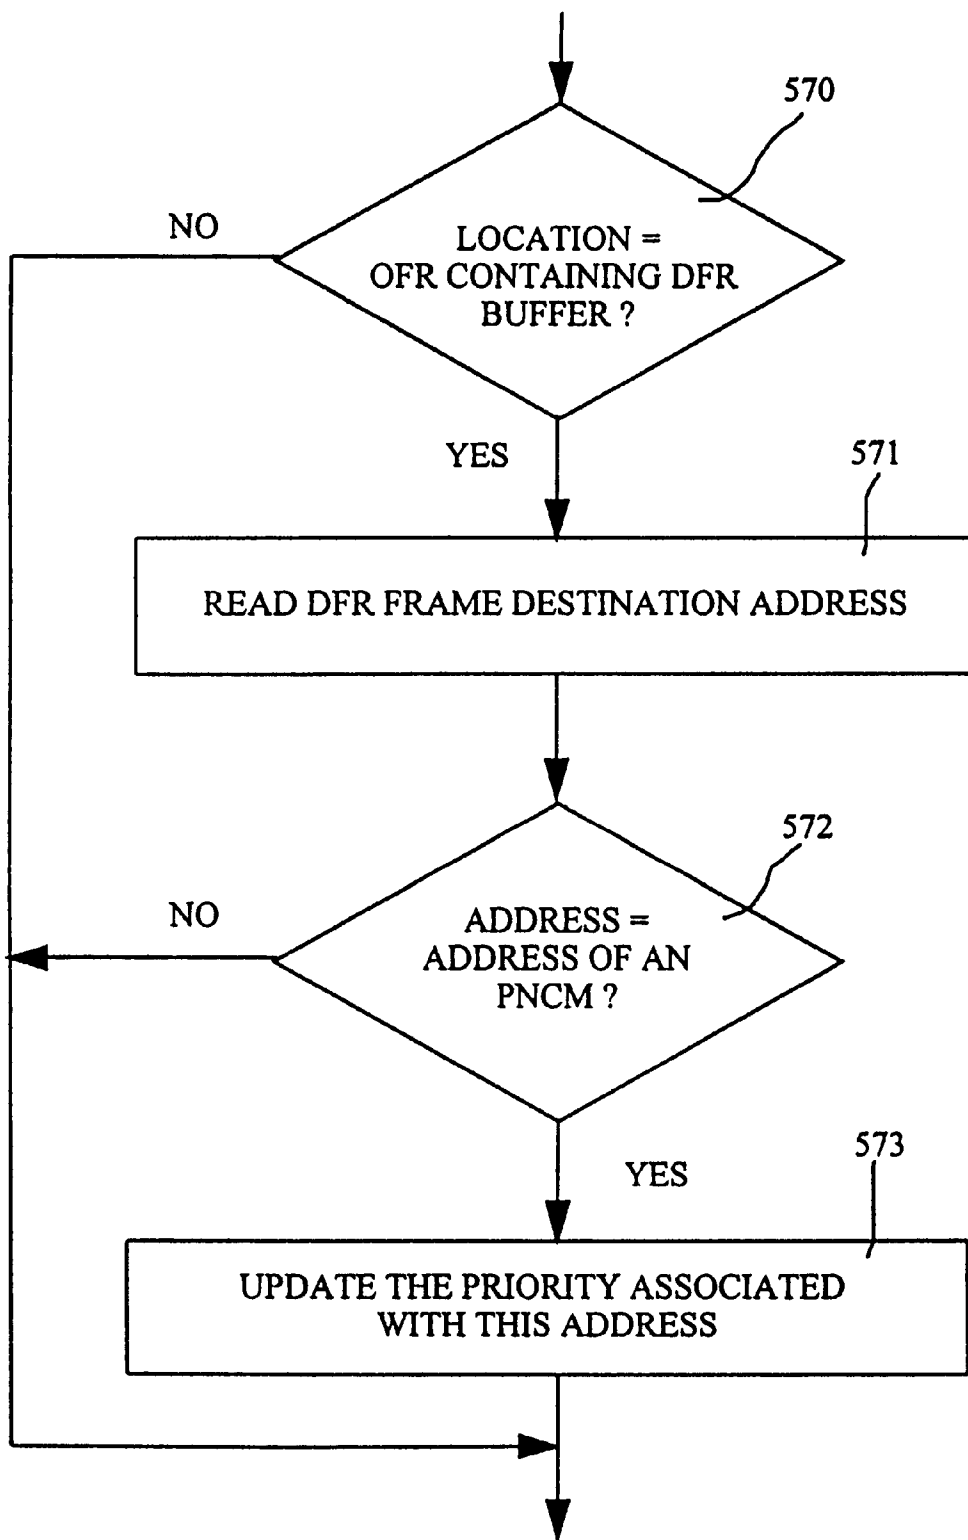 570
NO
LOCATION =
OFR CONTAINING DFR
BUFFER ?
YES
571
READ DFR FRAME DESTINATION ADDRESS
572
NO
ADDRESS =
ADDRESS OF AN
PNCM ?
573
YES
UPDATE THE PRIORITY ASSOCIATED
WITH THIS ADDRESS